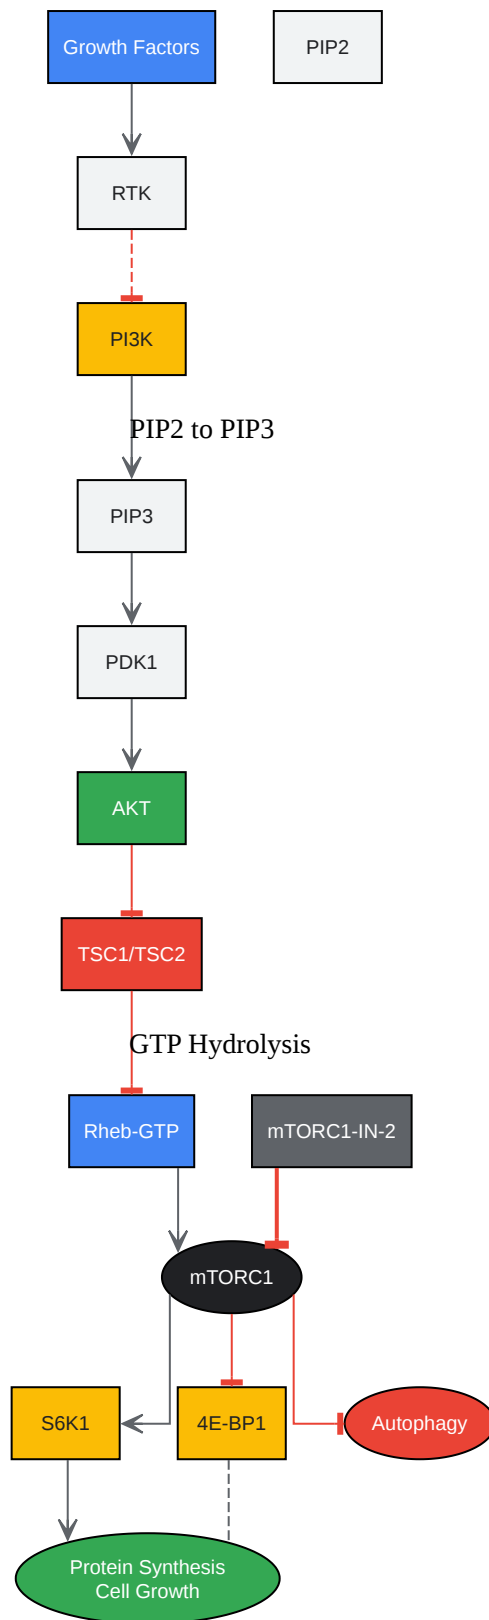 Growth Factors
PIP2
RTK
PI3K
PIP2 to PIP3
PIP3
PDK1
AKT
TSC1/TSC2
GTP Hydrolysis
Rheb-GTP
mTORC1-IN-2
mTORC1
S6K1
4E-BP1
Autophagy
Protein Synthesis
Cell Growth